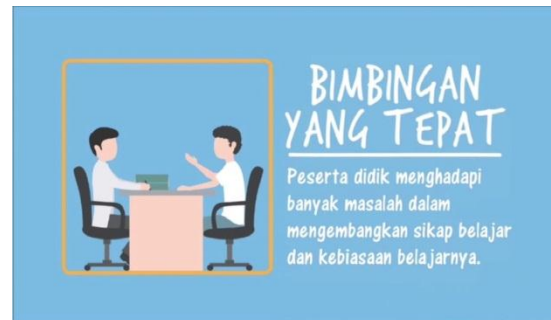 BIMBINGAN
YANG TEPAT
Peserta didik menghadapi
banyak masalah dalam
mengembangkan sikap belajar
dan kebiasaan belajarnya.